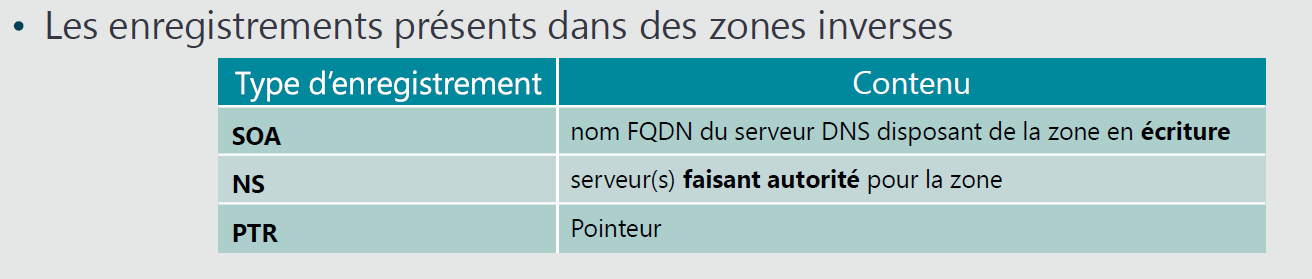 • Les enregistrements présents dans des zones inverses
Type d'enregistrement Contenu
SOA nom FQDN du serveur DNS disposant de la zone en écriture
NS serveur(s) faisant autorité pour la zone
PTR Pointeur